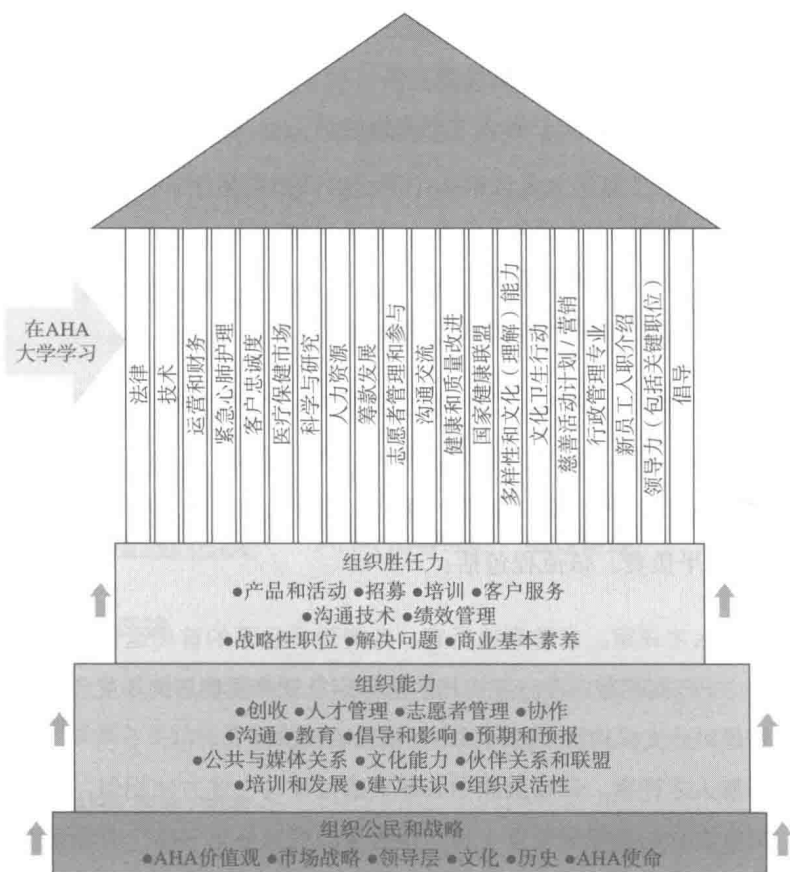 在AHA
大学学习
法律
技术
运营和财务
紧急心肺护理
客户忠诚度
医疗保健市场
科学与研究
人力资源
筹款发展
志愿者管理和参与
沟通交流
健康和质量改进
国家健康联盟
多样性和文化（理解）能力
文化卫生行动
慈善活动计划/营销
行政管理专业
新员工入职介绍
领导力（包括关键职位）
倡导
组织胜任力
●产品和活动 ●招募 ●培训 ●客户服务
●沟通技术 ●绩效管理
●战略性职位 ●解决问题 ●商业基本素养
组织能力
●创收 ●人才管理 ●志愿者管理 ●协作
●沟通 ●教育 ●倡导和影响 ●预期和预报
●公共与媒体关系 ●文化能力 ●伙伴关系和联盟
●培训和发展 ●建立共识 ●组织灵活性
组织公民和战略
●AHA价值观 ●市场战略 ●领导层 ●文化 ●历史 ●AHA使命